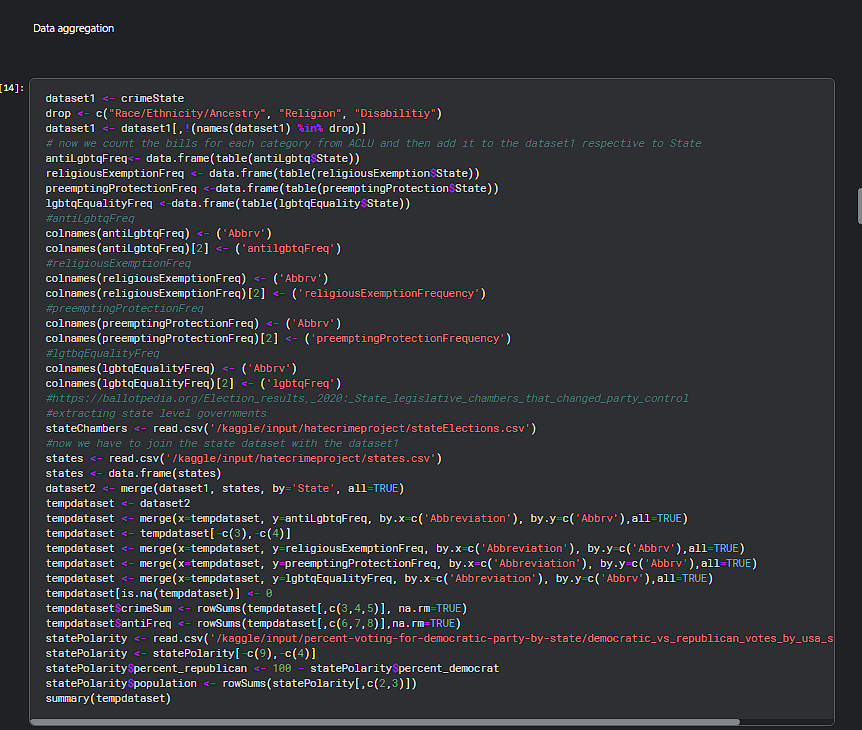 Data aggregation
[14]:
dataset1 <- crimeState
drop <- c("Race/Ethnicity/Ancestry", "Religion", "Disabilitiy")
dataset1 <- dataset1[,!(names(dataset1) %in% drop)]
# now we count the bills for each category from ACLU and then add it to the dataset1 respective to State
antiLgbtqFreq<- data.frame(table(antiLgbtq$State))
religiousExemptionFreq <- data.frame(table(religiousExemption$State))
preemptingProtectionFreq <-data.frame(table(preemptingProtection$State))
lgbtqEqualityFreq <-data.frame(table(lgbtqEquality$State))
#antiLgbtqFreq
colnames(antiLgbtqFreq) <- ('Abbrv')
colnames(antiLgbtqFreq)[2] <- ('antilgbtqFreq')
#religiousExemptionFreq
colnames(religiousExemptionFreq) <- ('Abbrv')
colnames(religiousExemptionFreq)[2] <- ('religiousExemptionFrequency')
#preemptingProtectionFreq
colnames(preemptingProtectionFreq) <- ('Abbrv')
colnames(preemptingProtectionFreq)[2] <- ('preemptingProtectionFrequency')
#lgtbqEqualityFreq
colnames(lgbtqEqualityFreq) <- ('Abbrv')
colnames(lgbtqEqualityFreq)[2] <- ('lgbtqFreq')
#https://ballotpedia.org/Election_results,_2020:_State_legislative_chambers_that_changed_party_control
#extracting state level governments
stateChambers <- read.csv('/kaggle/input/hatecrimeproject/stateElections.csv')
#now we have to join the state dataset with the dataset1
states <- read.csv('/kaggle/input/hatecrimeproject/states.csv')
states <- data.frame(states)
dataset2 <- merge(dataset1, states, by='State', all=TRUE)
tempdataset <- dataset2
tempdataset <- merge(x=tempdataset, y=antiLgbtqFreq, by.x=c('Abbreviation'), by.y=c('Abbrv'),all=TRUE)
tempdataset <- tempdataset[-c(3),-c(4)]
tempdataset <- merge(x=tempdataset, y=religiousExemptionFreq, by.x=c('Abbreviation'), by.y=c('Abbrv'),all=TRUE)
tempdataset <- merge(x=tempdataset, y=preemptingProtectionFreq, by.x=c('Abbreviation'), by.y=c('Abbrv'),all=TRUE)
tempdataset <- merge(x=tempdataset, y=lgbtqEqualityFreq, by.x=c('Abbreviation'), by.y=c('Abbrv'),all=TRUE)
tempdataset[is.na(tempdataset)] <- 0
tempdataset$crimeSum <- rowSums(tempdataset[,c(3,4,5)], na.rm=TRUE)
tempdataset$antiFreq <- rowSums(tempdataset[,c(6,7,8)],na.rm=TRUE)
statePolarity <- read.csv('/kaggle/input/percent-voting-for-democratic-party-by-state/democratic_vs_republican_votes_by_usa_s
statePolarity <- statePolarity[-c(9),-c(4)]
statePolarity$percent_republican <- 100 - statePolarity$percent_democrat
statePolarity$population <- rowSums(statePolarity[,c(2,3)])
summary(tempdataset)